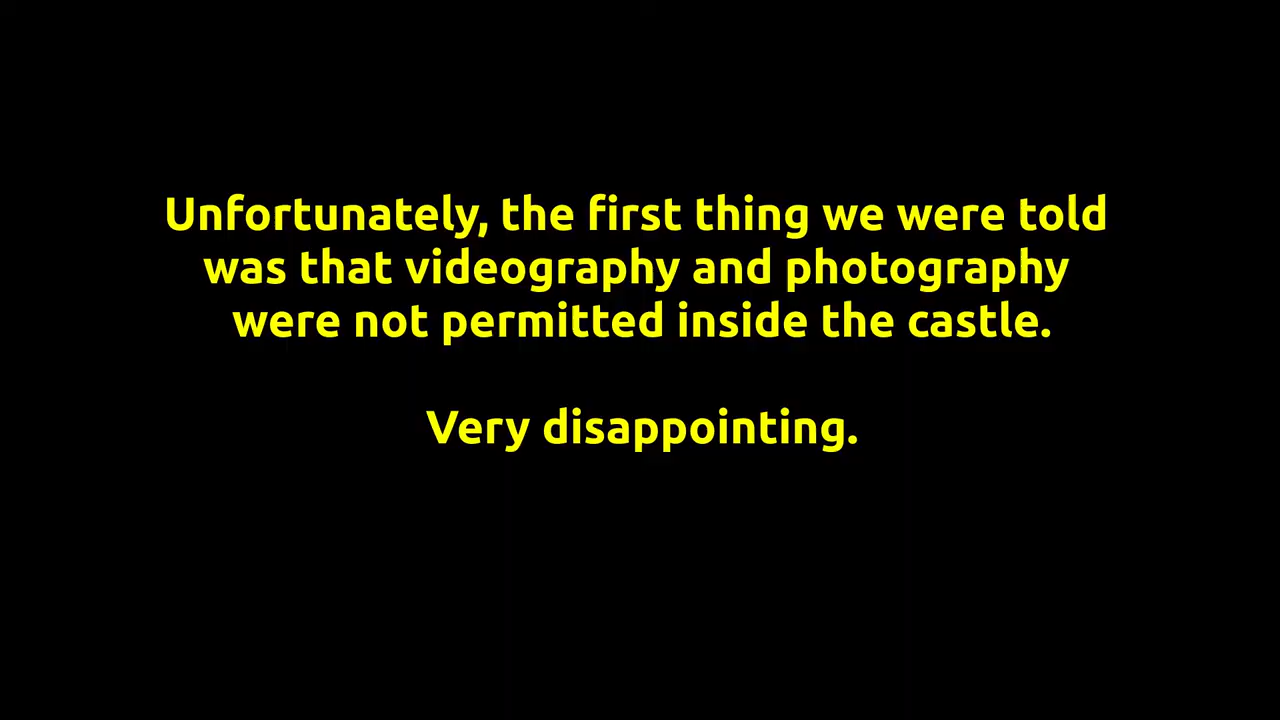 Unfortunately, the first thing we were told
was that videography and photography
were not permitted inside the castle.
Very disappointing.